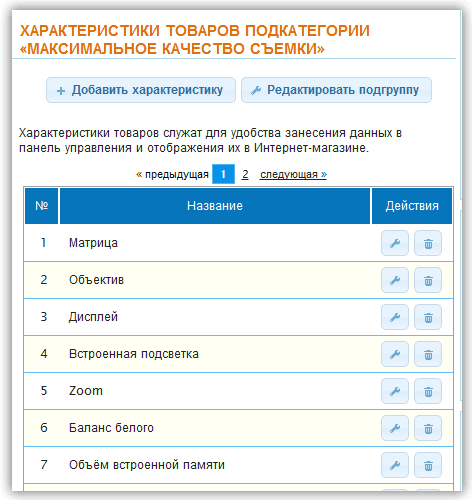 ХАРАКТЕРИСТИКИ ТОВАРОВ ПОДКАТЕГОРИИ
«МАКСИМАЛЬНОЕ КАЧЕСТВО СЪЕМКИ»
+ Добавить характеристику Редактировать подгруппу
Характеристики товаров служат для удобства занесения данных в
панель управления и отображения их в Интернет-магазине.
« предыдущая 1 2 следующая »
№ Название Действия
1 Матрица
2 Объектив
3 Дисплей
4 Встроенная подсветка
5 Zoom
6 Баланс белого
7 Объём встроенной памяти